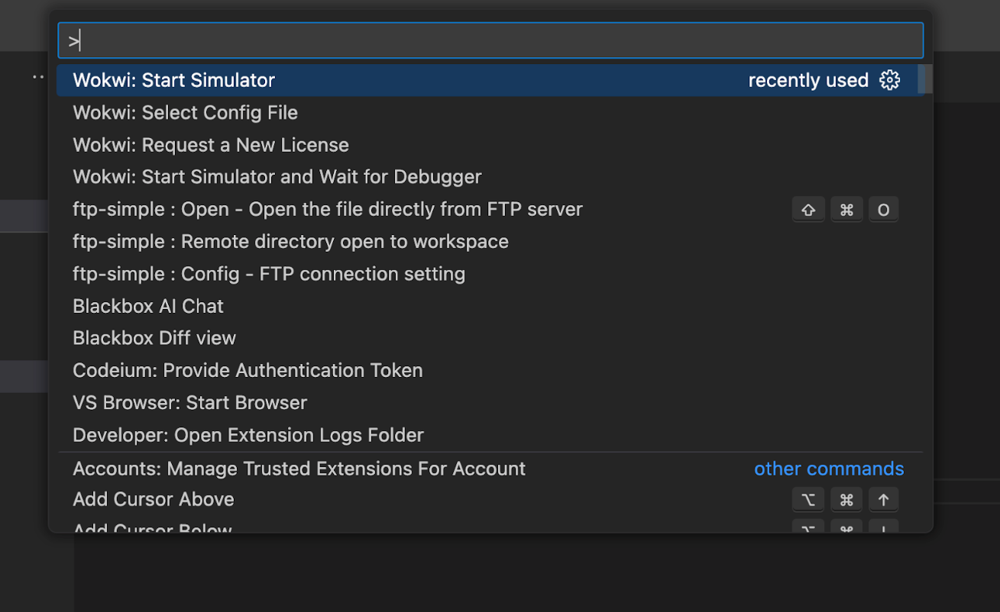 >
Wokwi: Start Simulator recently used
Wokwi: Select Config File
Wokwi: Request a New License
Wokwi: Start Simulator and Wait for Debugger
ftp-simple : Open - Open the file directly from FTP server ⇧ ⌘ O
ftp-simple : Remote directory open to workspace
ftp-simple : Config - FTP connection setting
Blackbox AI Chat
Blackbox Diff view
Codeium: Provide Authentication Token
VS Browser: Start Browser
Developer: Open Extension Logs Folder
Accounts: Manage Trusted Extensions For Account other commands
Add Cursor Above ⌥ ⌘ ↑
Add Cursor Below ⌥ ⌘